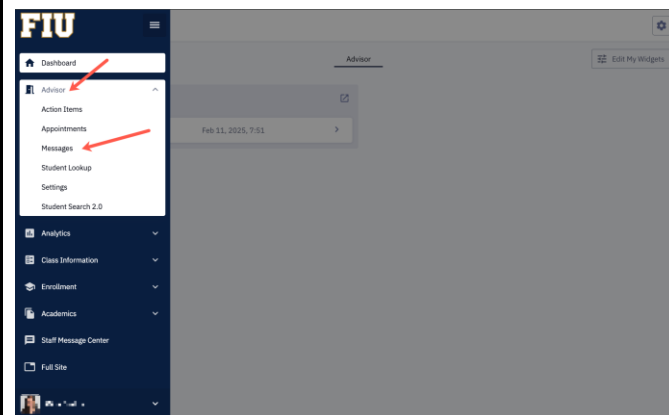 FIU
Dashboard
Advisor
Edit My Widgets
Advisor
Action Items
Appointments
Feb 11, 2025, 7:51
Messages
Student Lookup
Settings
Student Search 2.0
Analytics
Class Information
Enrollment
Academics
Staff Message Center
Full Site